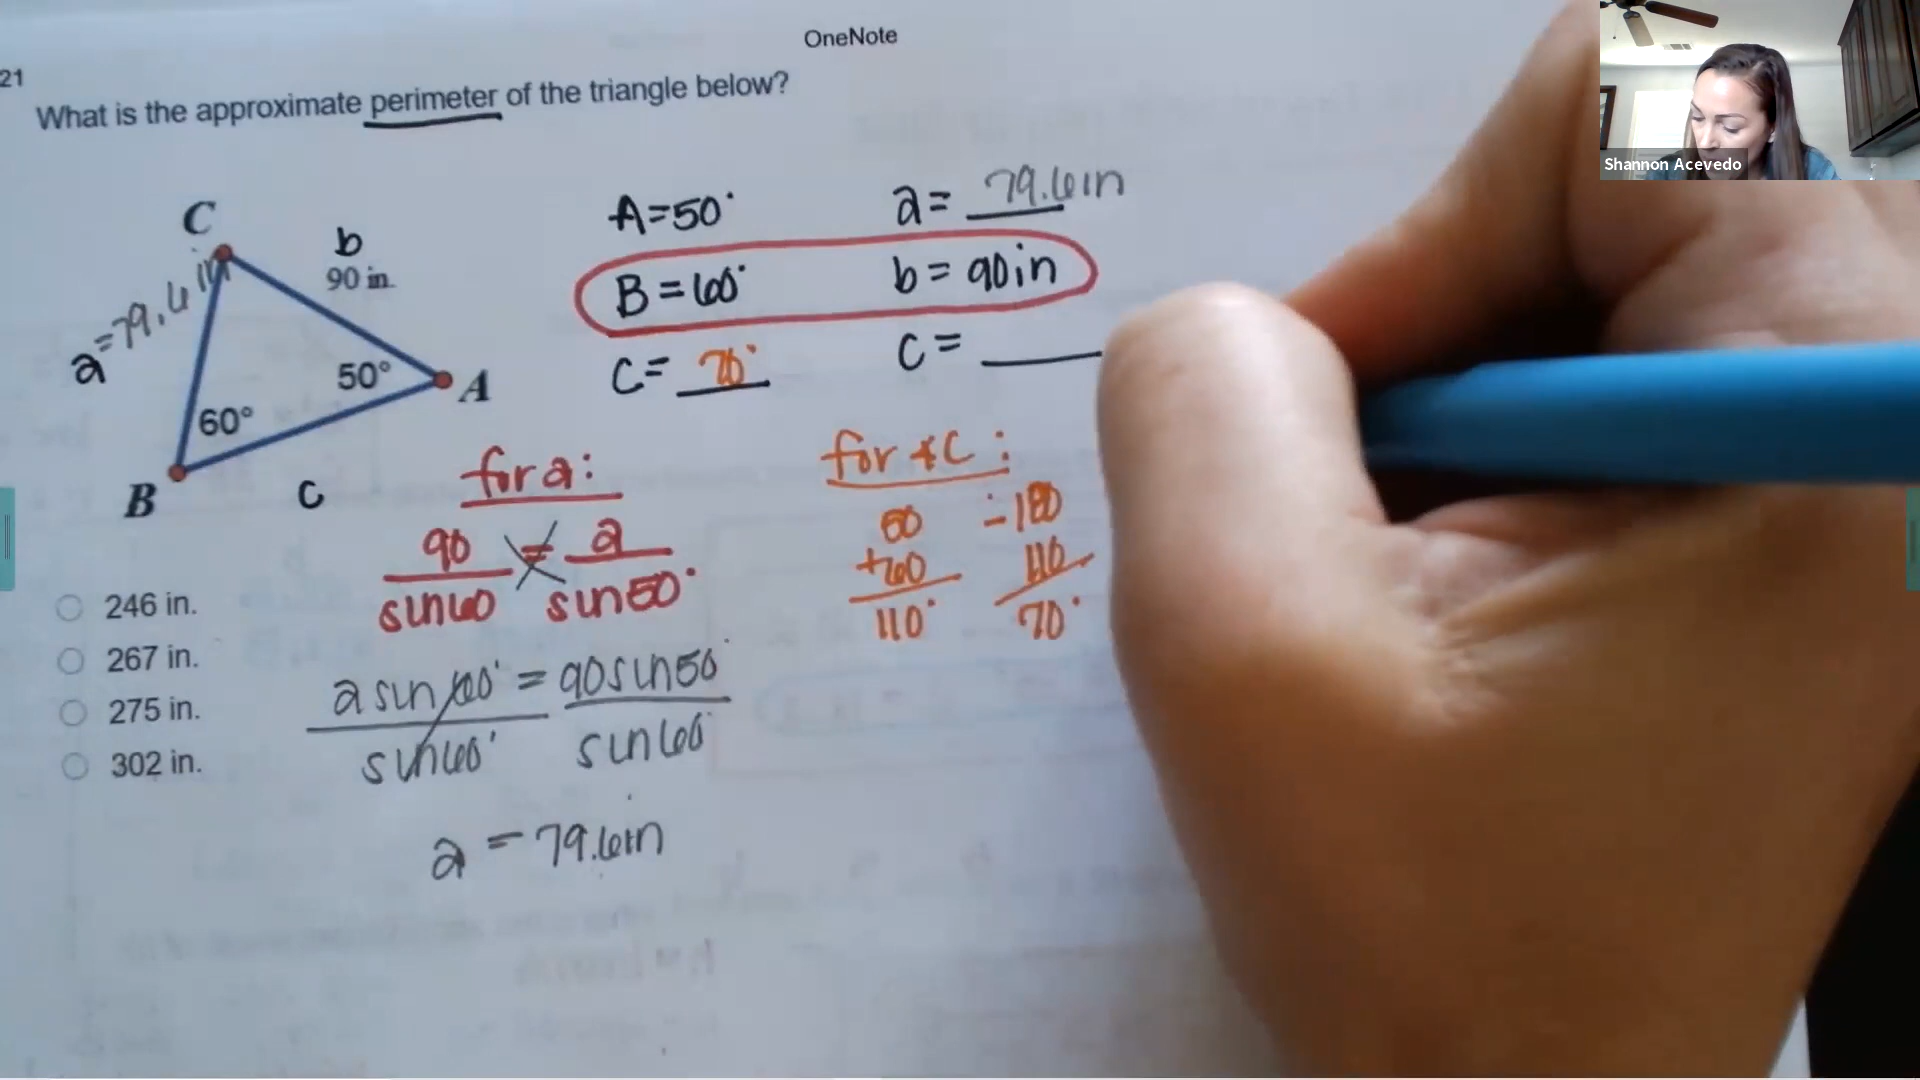 OneNote
21
What is the approximate perimeter of the triangle below?
Shannon Acevedo
C
b
90 in.
a=79.6 in
50°
A
60°
B
c
A=50°
a= 79.6in
B=60°
b=90in
C= 70°
c=
for a:
90 = a
sin60 sin50°
a sin60° = 90sin50
sin60° sin60°
a = 79.6in
for ∡C:
50
+60
110°
-180
110
70°
246 in.
267 in.
275 in.
302 in.